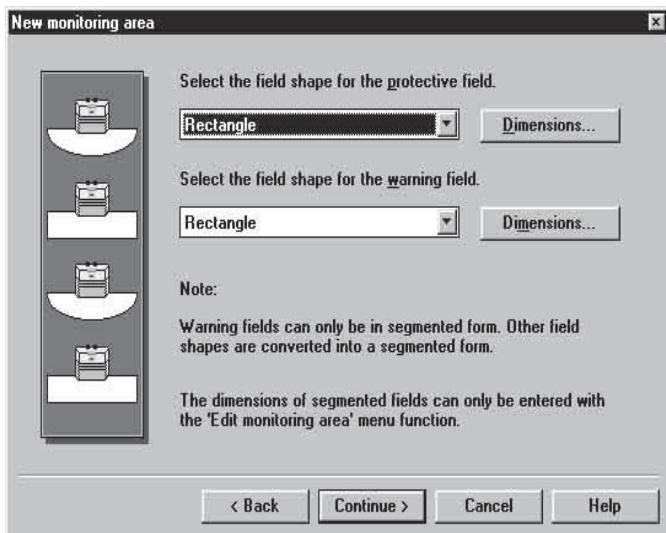 New monitoring area
Select the field shape for the protective field.
Rectangle
Dimensions...
Select the field shape for the warning field.
Rectangle
Dimensions...
Note:
Warning fields can only be in segmented form. Other field
shapes are converted into a segmented form.
The dimensions of segmented fields can only be entered with
the 'Edit monitoring area' menu function.
< Back
Continue >
Cancel
Help